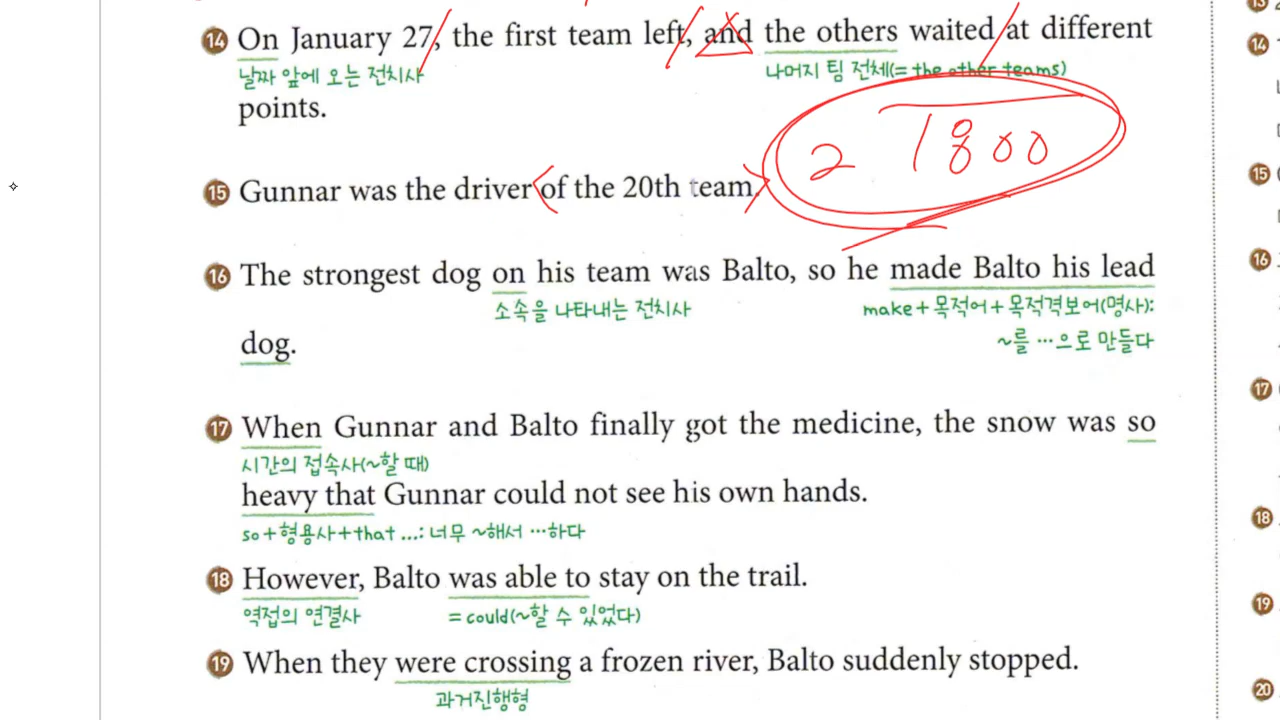 14 On January 27, the first team left, and the others waited at different
날짜 앞에 오는 전치사 나머지 팀 전체(= the other teams)
points.
2 1800
15 Gunnar was the driver of the 20th team.
16 The strongest dog on his team was Balto, so he made Balto his lead
소속을 나타내는 전치사 make+목적어+목적격보어(명사):
~를 …으로 만들다
dog.
17 When Gunnar and Balto finally got the medicine, the snow was so
시간의 접속사(~할 때)
heavy that Gunnar could not see his own hands.
so+형용사+that …: 너무 ~해서 …하다
18 However, Balto was able to stay on the trail.
역접의 연결사 = could(~할 수 있었다)
19 When they were crossing a frozen river, Balto suddenly stopped.
과거진행형
14
15
16
17
18
19
20